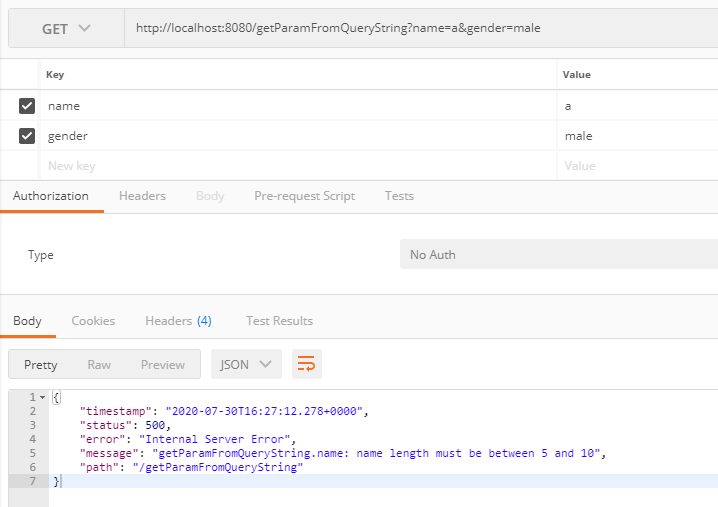 GET http://localhost:8080/getParamFromQueryString?name=a&gender=male
Key Value
name a
gender male
New key Value
Authorization Headers Body Pre-request Script Tests
Type No Auth
Body Cookies Headers (4) Test Results
Pretty Raw Preview JSON
1 {
2 "timestamp": "2020-07-30T16:27:12.278+0000",
3 "status": 500,
4 "error": "Internal Server Error",
5 "message": "getParamFromQueryString.name: name length must be between 5 and 10",
6 "path": "/getParamFromQueryString"
7 }